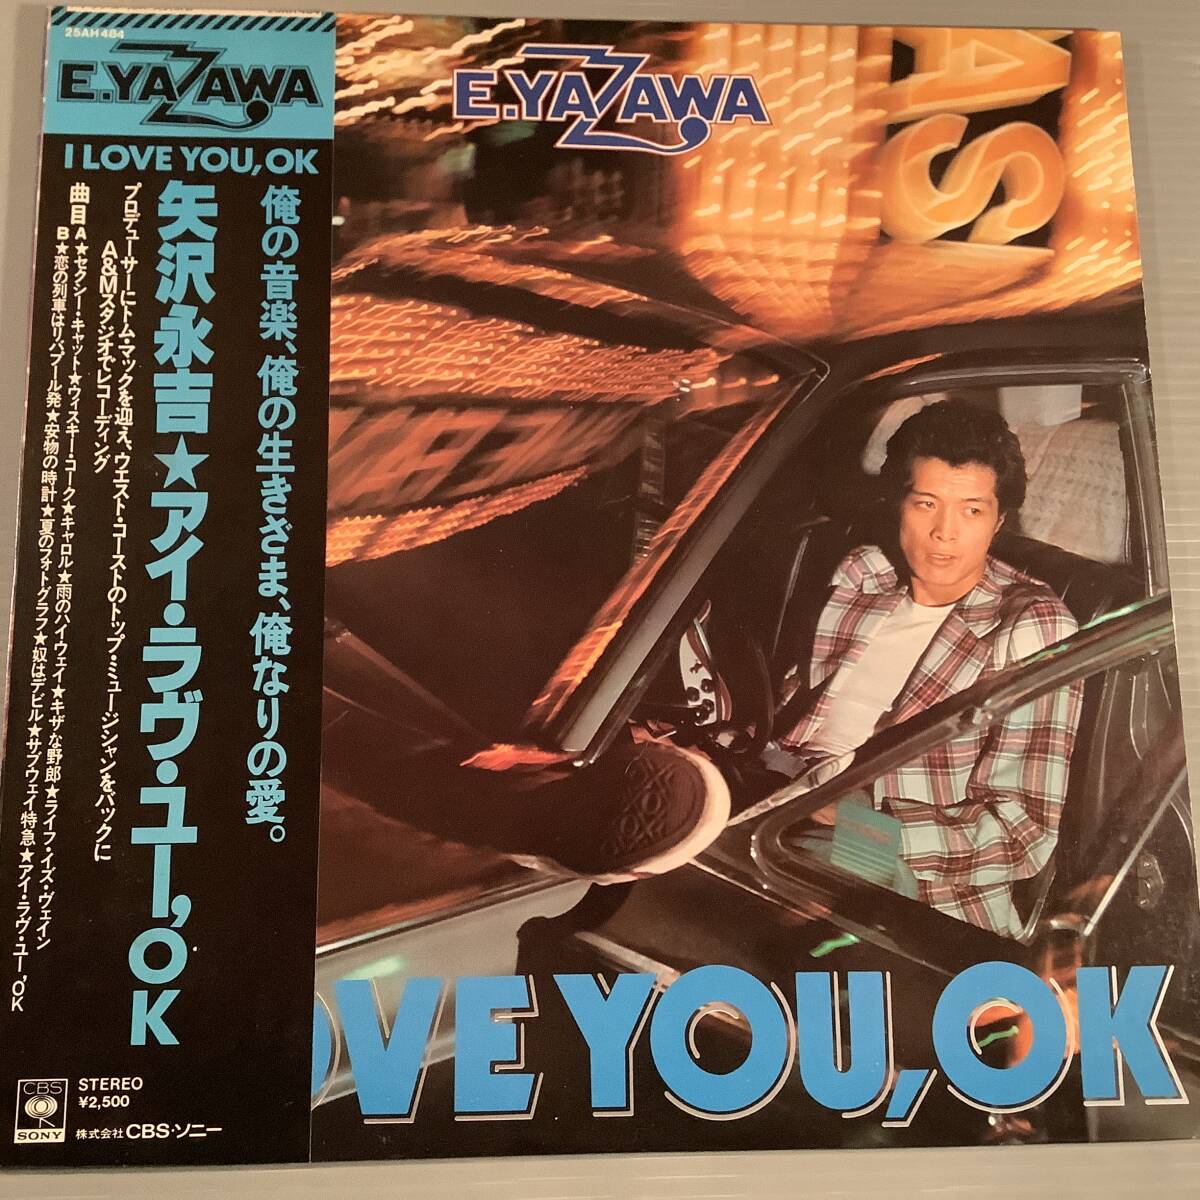 25AH 484
E.YAZAWA
I LOVE YOU, OK
俺の音楽、俺の生きざま、俺なりの愛。
矢沢永吉★アイ・ラヴ・ユー,OK
プロデューサーにトム・マックを迎え、ウエスト・コーストのトップ・ミュージシャンをバックに
A&Mスタジオでレコーディング
曲目A★セクシー・キャット★ウィスキー・コーク★キャロル★雨のハイウェイ★キザな野郎★ライフ・イズ・ヴェイン
B★恋の列車はリバプール発★安物の時計★夏のフォトグラフ★奴はデビル★サブウェイ特急★アイ・ラヴ・ユー,OK
CBS
SONY
STEREO
¥2,500
株式会社 CBS・ソニー
E.YAZAWA
OVE YOU, OK